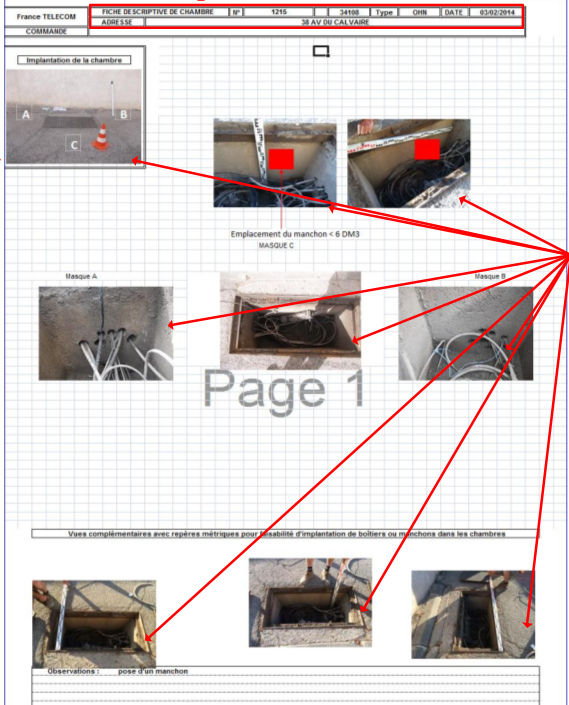 France TELECOM
FICHE DESCRIPTIVE DE CHAMBRE N° 1215 34108 Type OHN DATE 03/02/2014
ADRESSE 38 AV DU CALVAIRE
COMMANDE
Implantation de la chambre
A
B
C
Emplacement du manchon < 6 DM3
MASQUE C
Masque A
Masque B
Page 1
Vues complémentaires avec repères métriques pour faisabilité d'implantation de boîtiers ou manchons dans les chambres
Observations : pose d'un manchon